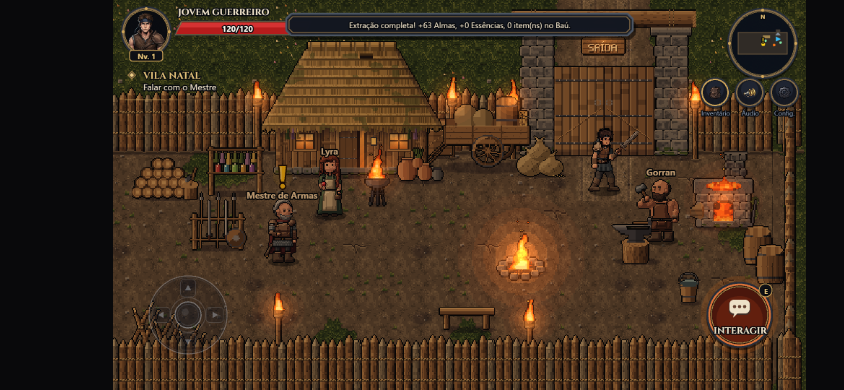 JOVEM GUERREIRO
120/120
Nv. 1
Extração completa! +63 Almas, +0 Essências, 0 item(ns) no Baú.
N
VILA NATAL
Falar com o Mestre
SAÍDA
Inventário
Áudio
Config.
Lyra
Mestre de Armas
Gorran
E
INTERAGIR